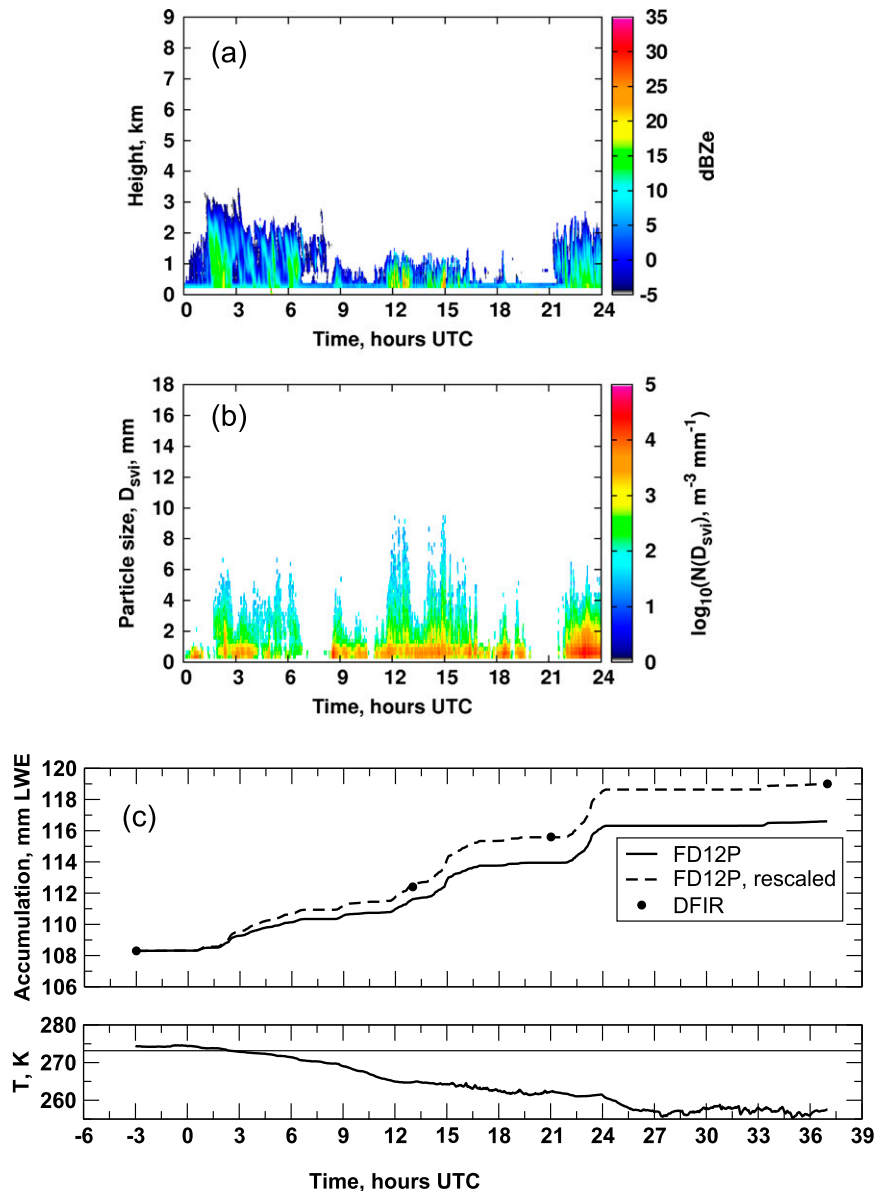 (a)
Height, km
9
8
7
6
5
4
3
2
1
0
0 3 6 9 12 15 18 21 24
Time, hours UTC
35
30
25
20
15
10
5
0
-5
dBZe
(b)
Particle size, D_svi, mm
18
16
14
12
10
8
6
4
2
0
0 3 6 9 12 15 18 21 24
Time, hours UTC
5
4
3
2
1
0
log10(N(Dsvi), m-3 mm-1)
(c)
Accumulation, mm LWE
120
118
116
114
112
110
108
106
FD12P
FD12P, rescaled
DFIR
T, K
280
270
260
-6 -3 0 3 6 9 12 15 18 21 24 27 30 33 36 39
Time, hours UTC